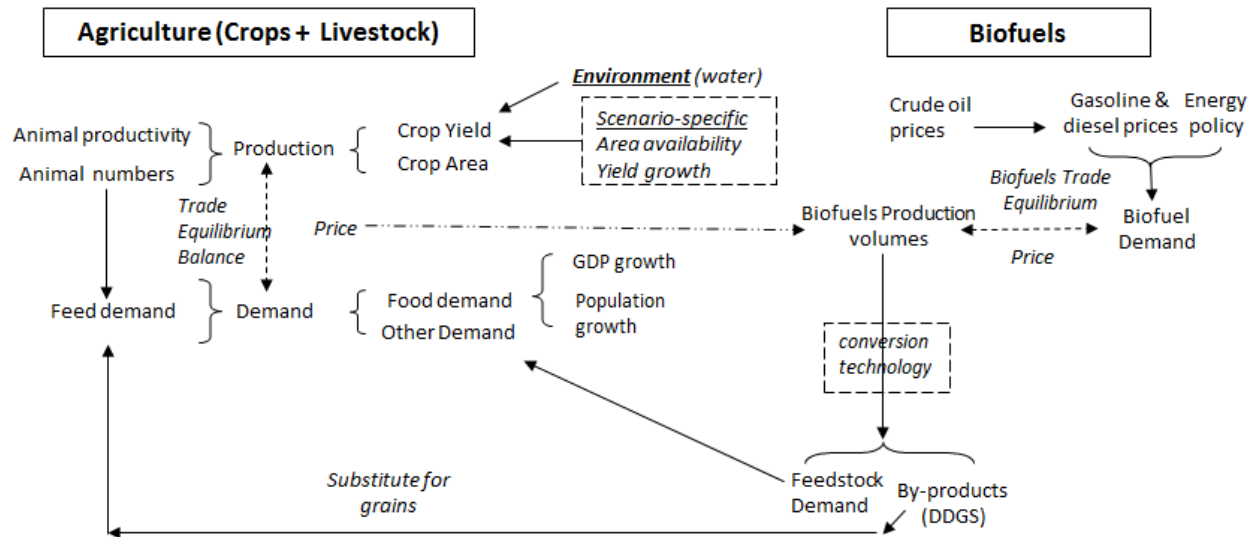 Agriculture (Crops + Livestock)
Biofuels
Environment (water)
Scenario-specific
Area availability
Yield growth
Animal productivity
Animal numbers
Production
Crop Yield
Crop Area
Crude oil
prices
Gasoline &
diesel prices
Energy
policy
Trade
Equilibrium
Balance
Price
Biofuels Production
volumes
Biofuels Trade
Equilibrium
Price
Biofuel
Demand
Feed demand
Demand
Food demand
Other Demand
GDP growth
Population
growth
conversion
technology
Substitute for
grains
Feedstock
Demand
By-products
(DDGS)